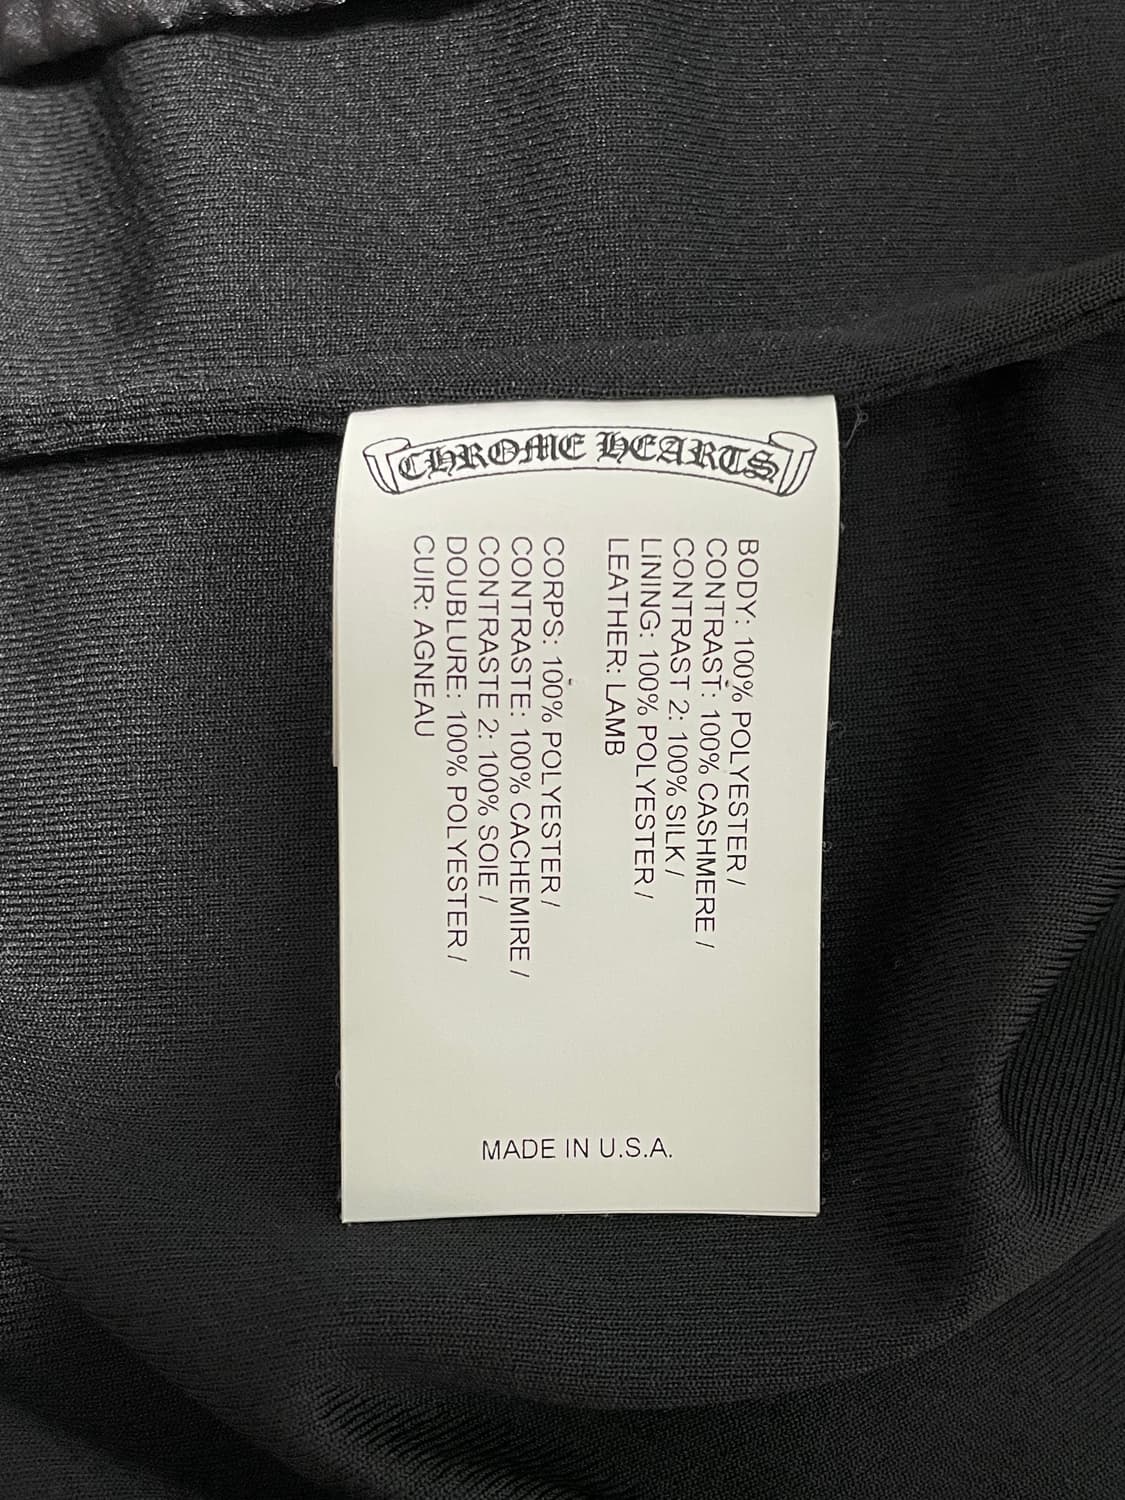 CHROME HEARTS
BODY: 100% POLYESTER /
CONTRAST: 100% CASHMERE /
CONTRAST 2: 100% SILK /
LINING: 100% POLYESTER /
LEATHER: LAMB
CORPS: 100% POLYESTER /
CONTRASTE: 100% CACHEMIRE /
CONTRASTE 2: 100% SOIE /
DOUBLURE: 100% POLYESTER /
CUIR: AGNEAU
MADE IN U.S.A.